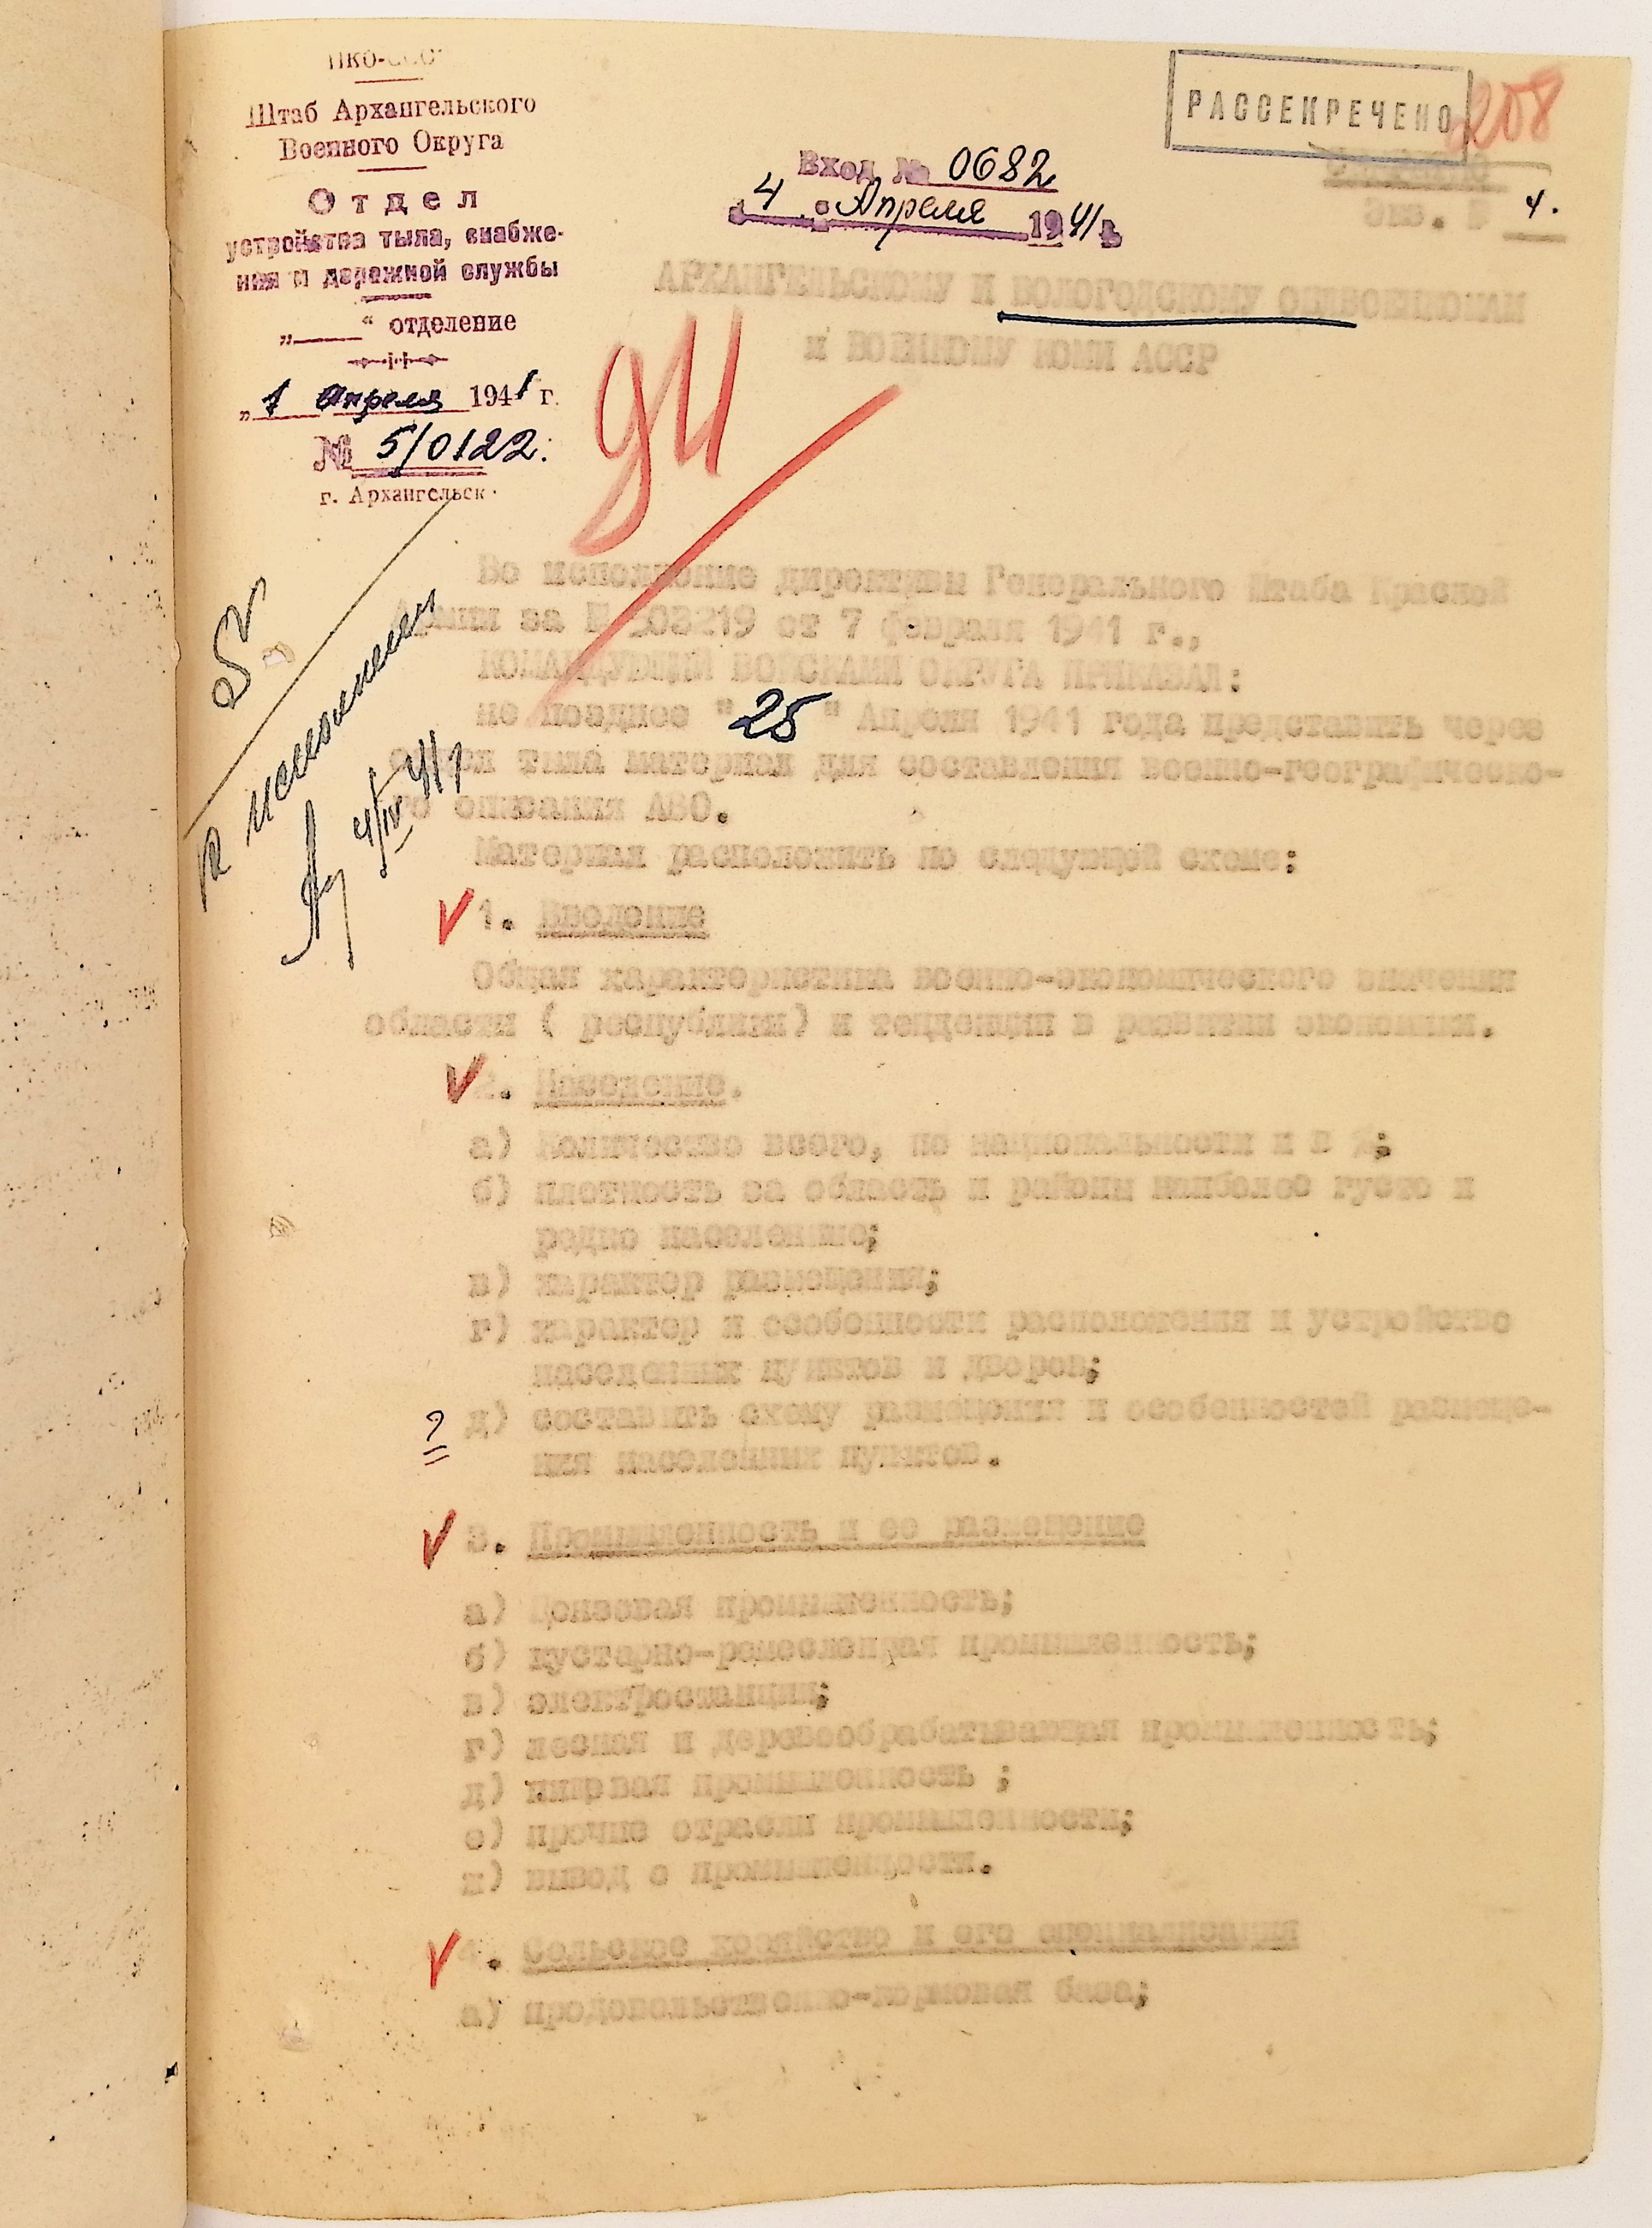 НКО-СССР
Штаб Архангельского
Военного Округа
Отдел
устройства тыла, снабже-
ния и дорожной службы
„ “ отделение
„1 Апреля 1941 г.
№ 5/0122.
г. Архангельск.
РАССЕКРЕЧЕНО
208
Вход № 0682
4 Апреля 1941 г.
Экз. № 4.
АРХАНГЕЛЬСКОМУ И ВОЛОГОДСКОМУ ОБЛВОЕНКОМАМ
И ВОЕНКОМУ КОМИ АССР
к исполнению
4/IV 41 г
Во исполнение директивы Генерального Штаба Красной
Армии за № 503219 от 7 февраля 1941 г.,
КОМАНДУЮЩИЙ ВОЙСКАМИ ОКРУГА ПРИКАЗАЛ:
не позднее "25" Апреля 1941 года представить через
отдел тыла материал для составления военно-географическо-
го описания АВО.
Материал расположить по следующей схеме:
1. Введение
Общая характеристика военно-экономического значения
области ( республики) и тенденции в развитии экономики.
2. Население.
а) Количество всего, по национальности и в %;
б) плотность за область и районы наиболее густо и
редко населенные;
в) характер размещения;
г) характер и особенности расположения и устройство
населенных пунктов и дворов;
? д) составить схему размещения и особенностей размеще-
ния населенных пунктов.
3. Промышленность и ее размещение
а) Цензовая промышленность;
б) кустарно-ремесленная промышленность;
в) электростанции;
г) лесная и деревообрабатывающая промышленность;
д) пищевая промышленность ;
е) прочие отрасли промышленности;
ж) вывод о промышленности.
4. Сельское хозяйство и его специализация
а) продовольственно-кормовая база;